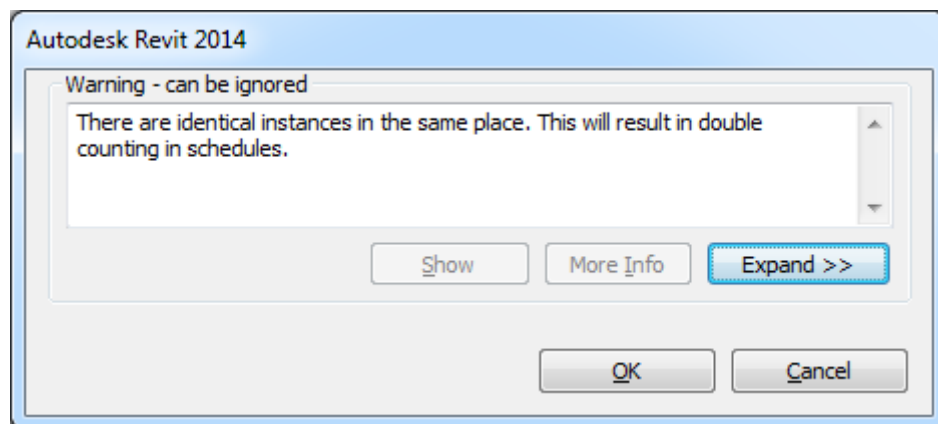 Autodesk Revit 2014
Warning - can be ignored
There are identical instances in the same place. This will result in double
counting in schedules.
Show
More Info
Expand >>
OK
Cancel